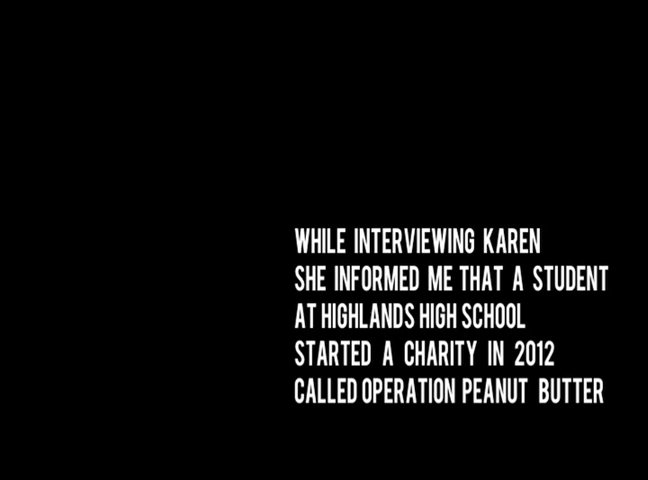 WHILE INTERVIEWING KAREN
SHE INFORMED ME THAT A STUDENT
AT HIGHLANDS HIGH SCHOOL
STARTED A CHARITY IN 2012
CALLED OPERATION PEANUT BUTTER